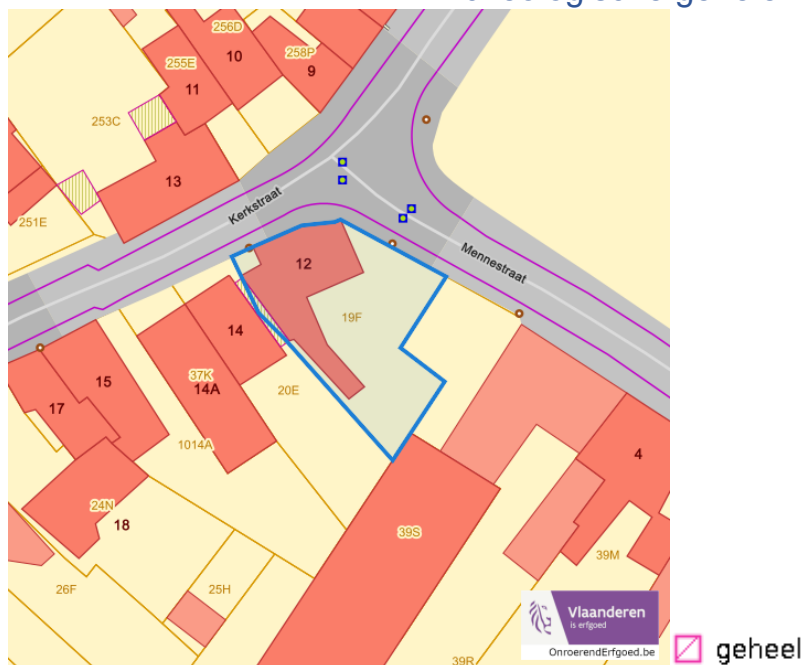 256D
10
258P
9
255E
11
253C
13
251E
Kerkstraat
Mennestraat
12
19F
14
37K
14A
20E
15
17
1014A
24N
18
4
39S
39M
26F
25H
39R
Vlaanderen
is erfgoed
OnroerendErfgoed.be
geheel